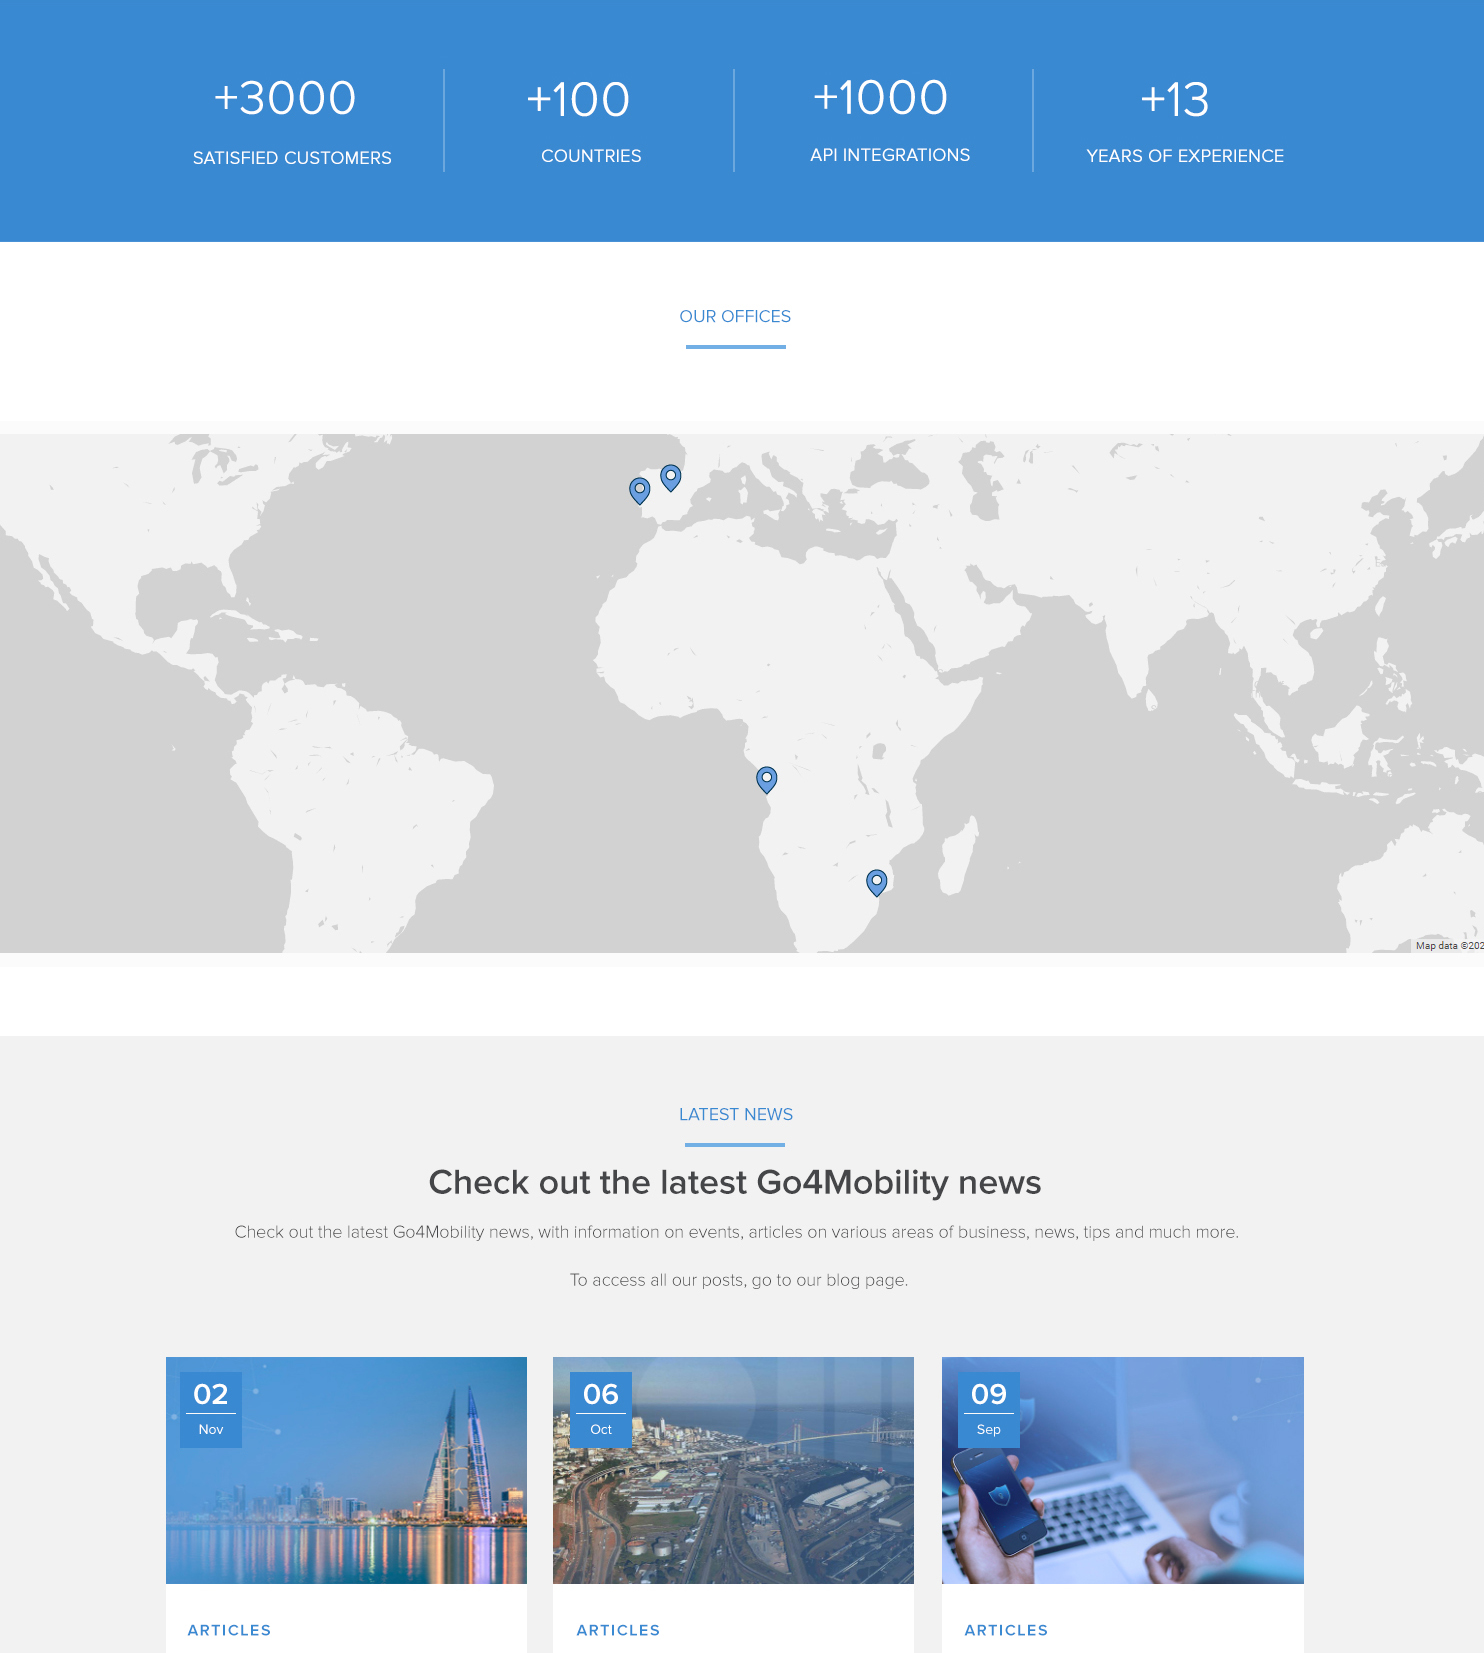 +3000
+100
+1000
+13
SATISFIED CUSTOMERS
COUNTRIES
API INTEGRATIONS
YEARS OF EXPERIENCE
OUR OFFICES
Map data ©202
LATEST NEWS
Check out the latest Go4Mobility news
Check out the latest Go4Mobility news, with information on events, articles on various areas of business, news, tips and much more.
To access all our posts, go to our blog page.
02
Nov
06
Oct
09
Sep
ARTICLES
ARTICLES
ARTICLES